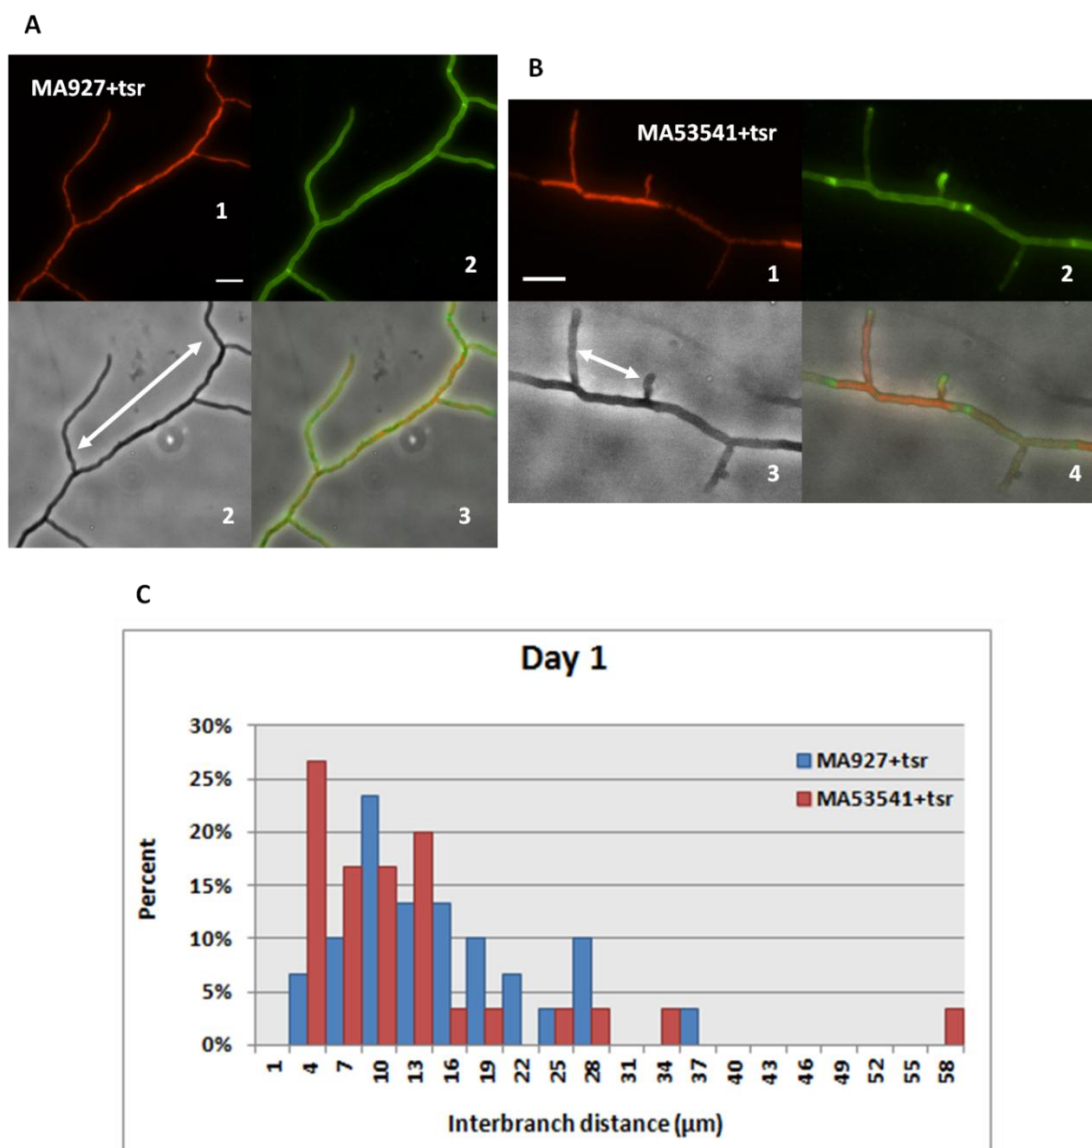 A
MA927+tsr
1
2
2
3
B
MA53541+tsr
1
2
3
4
C
Day 1
30%
25%
20%
15%
10%
5%
0%
Percent
MA927+tsr
MA53541+tsr
1 4 7 10 13 16 19 22 25 28 31 34 37 40 43 46 49 52 55 58
Interbranch distance (µm)